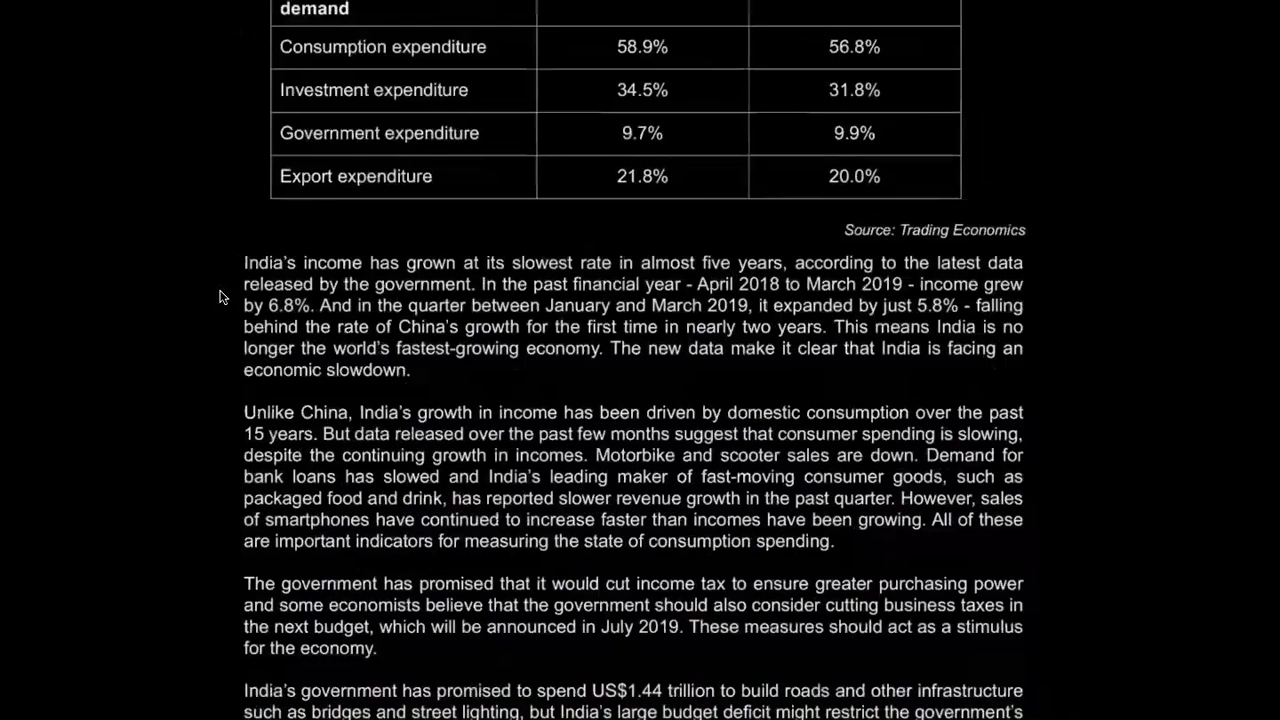 demand
Consumption expenditure 58.9% 56.8%
Investment expenditure 34.5% 31.8%
Government expenditure 9.7% 9.9%
Export expenditure 21.8% 20.0%
Source: Trading Economics
India's income has grown at its slowest rate in almost five years, according to the latest data
released by the government. In the past financial year - April 2018 to March 2019 - income grew
by 6.8%. And in the quarter between January and March 2019, it expanded by just 5.8% - falling
behind the rate of China's growth for the first time in nearly two years. This means India is no
longer the world's fastest-growing economy. The new data make it clear that India is facing an
economic slowdown.
Unlike China, India's growth in income has been driven by domestic consumption over the past
15 years. But data released over the past few months suggest that consumer spending is slowing,
despite the continuing growth in incomes. Motorbike and scooter sales are down. Demand for
bank loans has slowed and India's leading maker of fast-moving consumer goods, such as
packaged food and drink, has reported slower revenue growth in the past quarter. However, sales
of smartphones have continued to increase faster than incomes have been growing. All of these
are important indicators for measuring the state of consumption spending.
The government has promised that it would cut income tax to ensure greater purchasing power
and some economists believe that the government should also consider cutting business taxes in
the next budget, which will be announced in July 2019. These measures should act as a stimulus
for the economy.
India's government has promised to spend US$1.44 trillion to build roads and other infrastructure
such as bridges and street lighting, but India's large budget deficit might restrict the government's